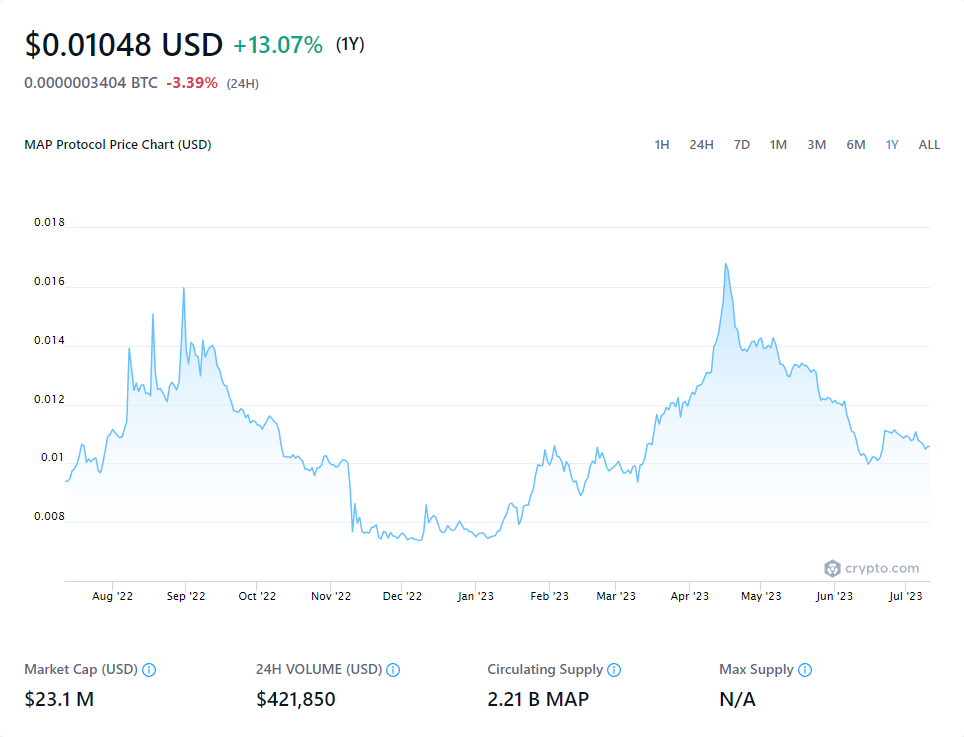 $0.01048 USD +13.07% (1Y)
0.0000003404 BTC -3.39% (24H)
MAP Protocol Price Chart (USD) 1H 24H 7D 1M 3M 6M 1Y ALL
0.018
0.016
0.014
0.012
0.01
0.008
crypto.com
Aug '22 Sep '22 Oct '22 Nov '22 Dec '22 Jan '23 Feb '23 Mar '23 Apr '23 May '23 Jun '23 Jul '23
Market Cap (USD) 24H VOLUME (USD) Circulating Supply Max Supply
$23.1 M $421,850 2.21 B MAP N/A